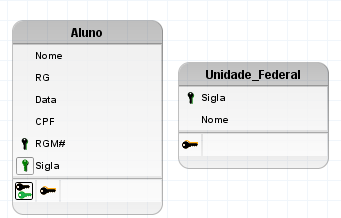 Aluno
Nome
RG
Data
CPF
RGM#
Sigla
Unidade_Federal
Sigla
Nome